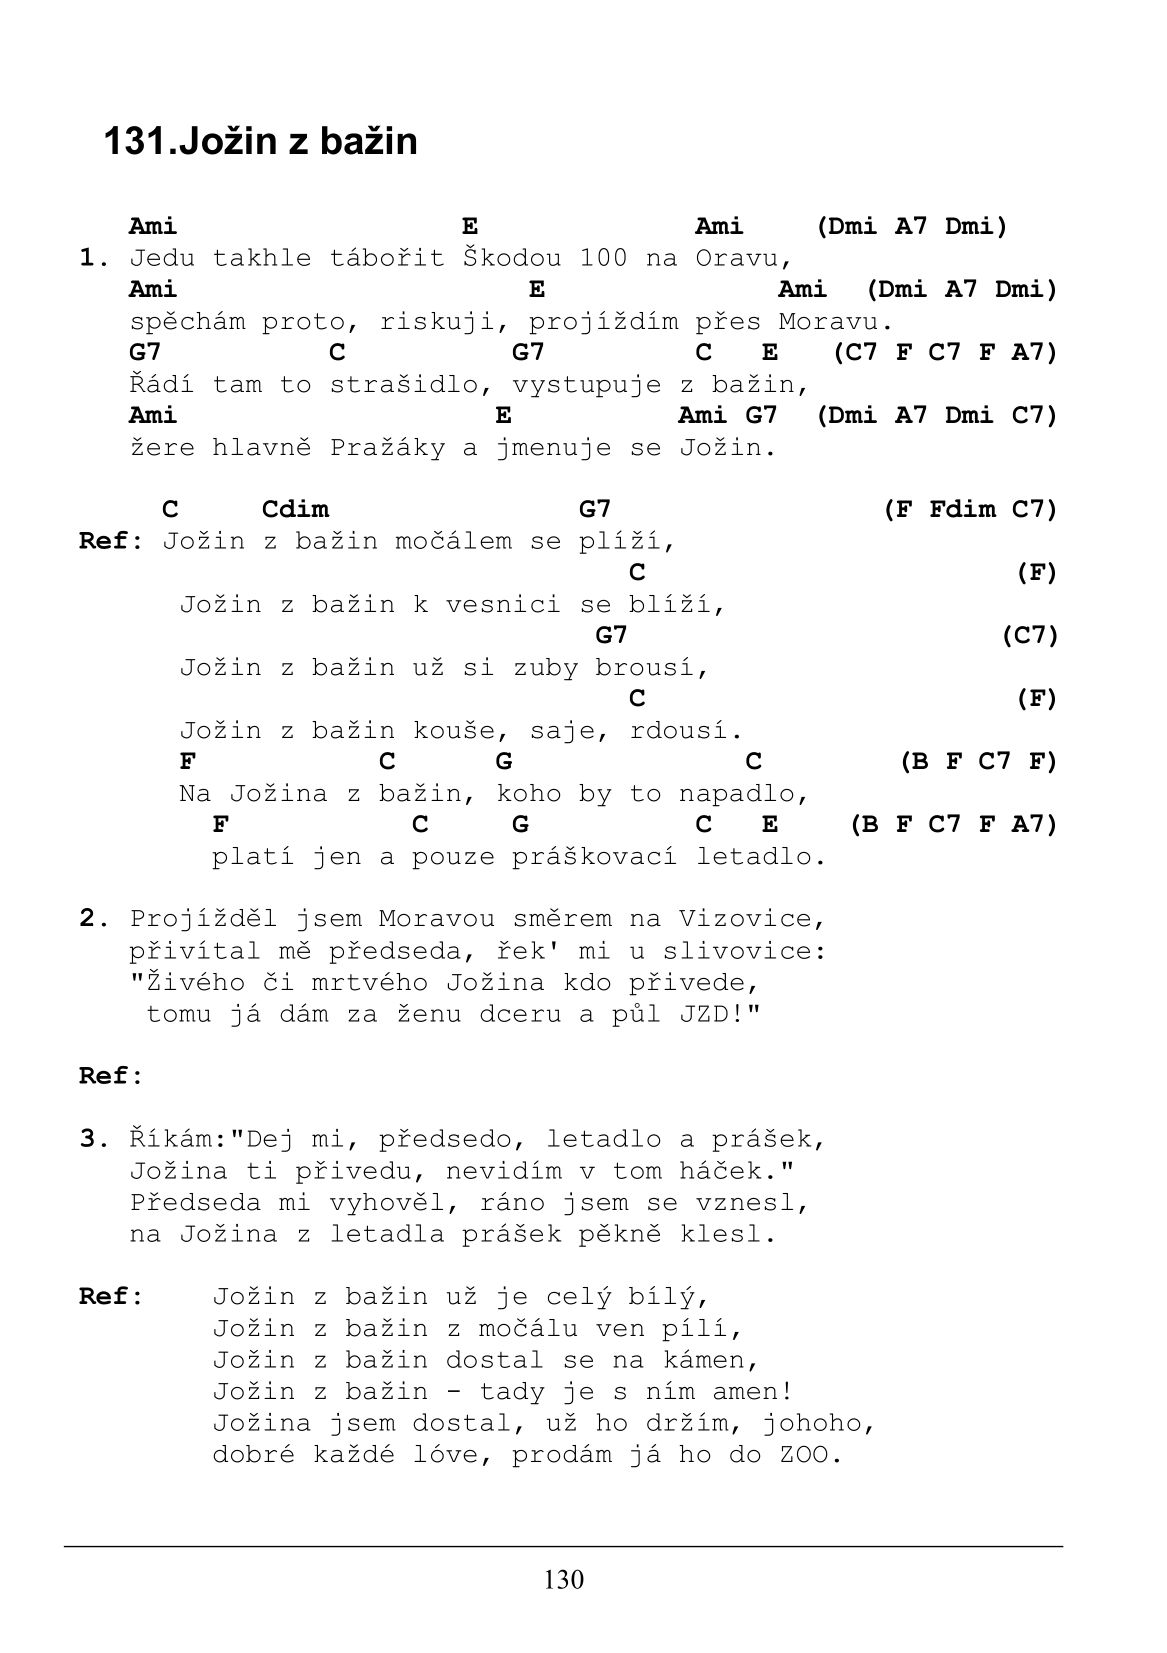 131.Jožin z bažin
Ami E Ami (Dmi A7 Dmi)
1. Jedu takhle tábořit Škodou 100 na Oravu,
Ami E Ami (Dmi A7 Dmi)
spěchám proto, riskuji, projíždím přes Moravu.
G7 C G7 C E (C7 F C7 F A7)
Řádí tam to strašidlo, vystupuje z bažin,
Ami E Ami G7 (Dmi A7 Dmi C7)
žere hlavně Pražáky a jmenuje se Jožin.
C Cdim G7 (F Fdim C7)
Ref: Jožin z bažin močálem se plíží,
C (F)
Jožin z bažin k vesnici se blíží,
G7 (C7)
Jožin z bažin už si zuby brousí,
C (F)
Jožin z bažin kouše, saje, rdousí.
F C G C (B F C7 F)
Na Jožina z bažin, koho by to napadlo,
F C G C E (B F C7 F A7)
platí jen a pouze práškovací letadlo.
2. Projížděl jsem Moravou směrem na Vizovice,
přivítal mě předseda, řek' mi u slivovice:
"Živého či mrtvého Jožina kdo přivede,
tomu já dám za ženu dceru a půl JZD!"
Ref:
3. Říkám:"Dej mi, předsedo, letadlo a prášek,
Jožina ti přivedu, nevidím v tom háček."
Předseda mi vyhověl, ráno jsem se vznesl,
na Jožina z letadla prášek pěkně klesl.
Ref: Jožin z bažin už je celý bílý,
Jožin z bažin z močálu ven pílí,
Jožin z bažin dostal se na kámen,
Jožin z bažin - tady je s ním amen!
Jožina jsem dostal, už ho držím, johoho,
dobré každé lóve, prodám já ho do ZOO.
130